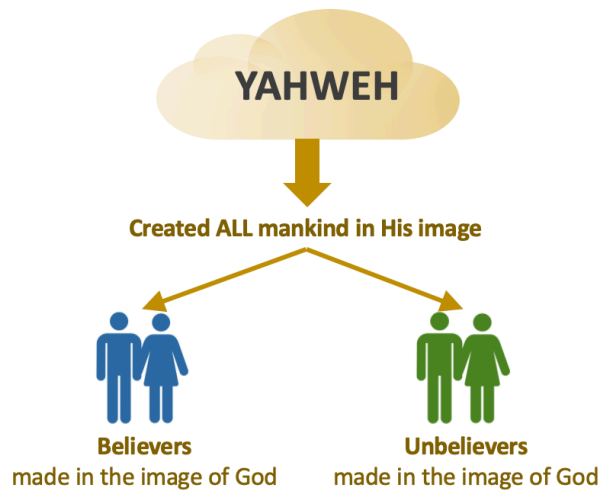 YAHWEH
Created ALL mankind in His image
Believers
made in the image of God
Unbelievers
made in the image of God